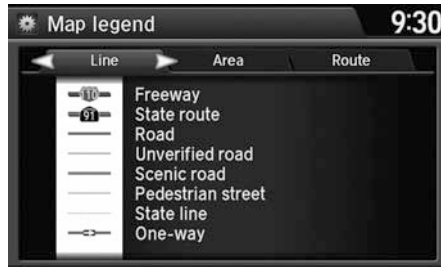 Map legend
9:30
Line
Area
Route
Freeway
91
State route
Road
Unverified road
Scenic road
Pedestrian street
State line
One-way